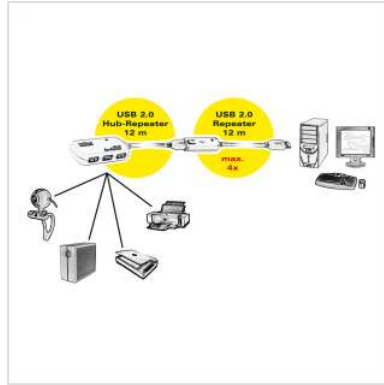 USB 2.0
Hub-Repeater
12 m
USB 2.0
Repeater
12 m
max.
4x